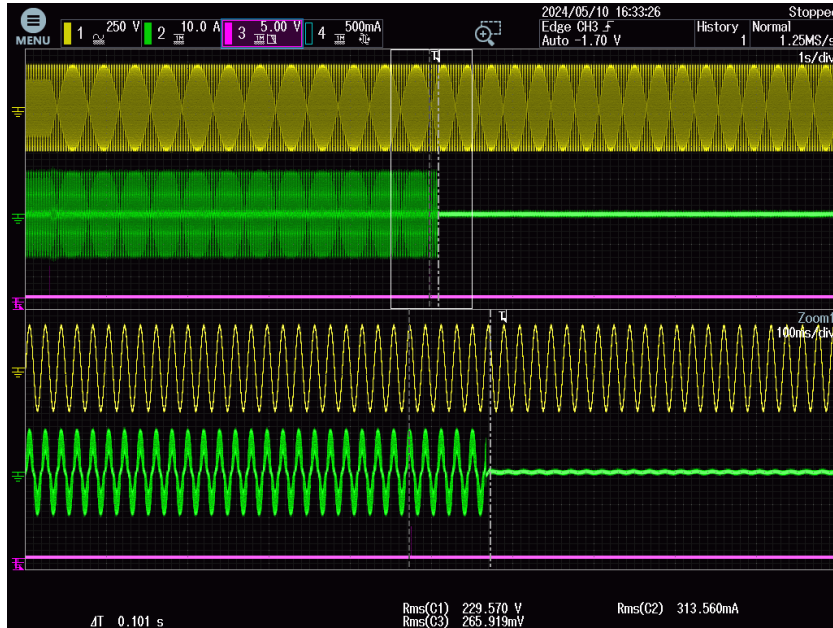 2024/05/10 16:33:26 Stopped
MENU 1 250 V 2 10.0 A 3 5.00 V 4 500mA Edge CH3 History Normal
Auto -1.70 V 1 1.25MS/s
1s/div
Zoom1
100ms/div
Rms(C1) 229.570 V Rms(C2) 313.560mA
ΔT 0.101 s Rms(C3) 265.919mV